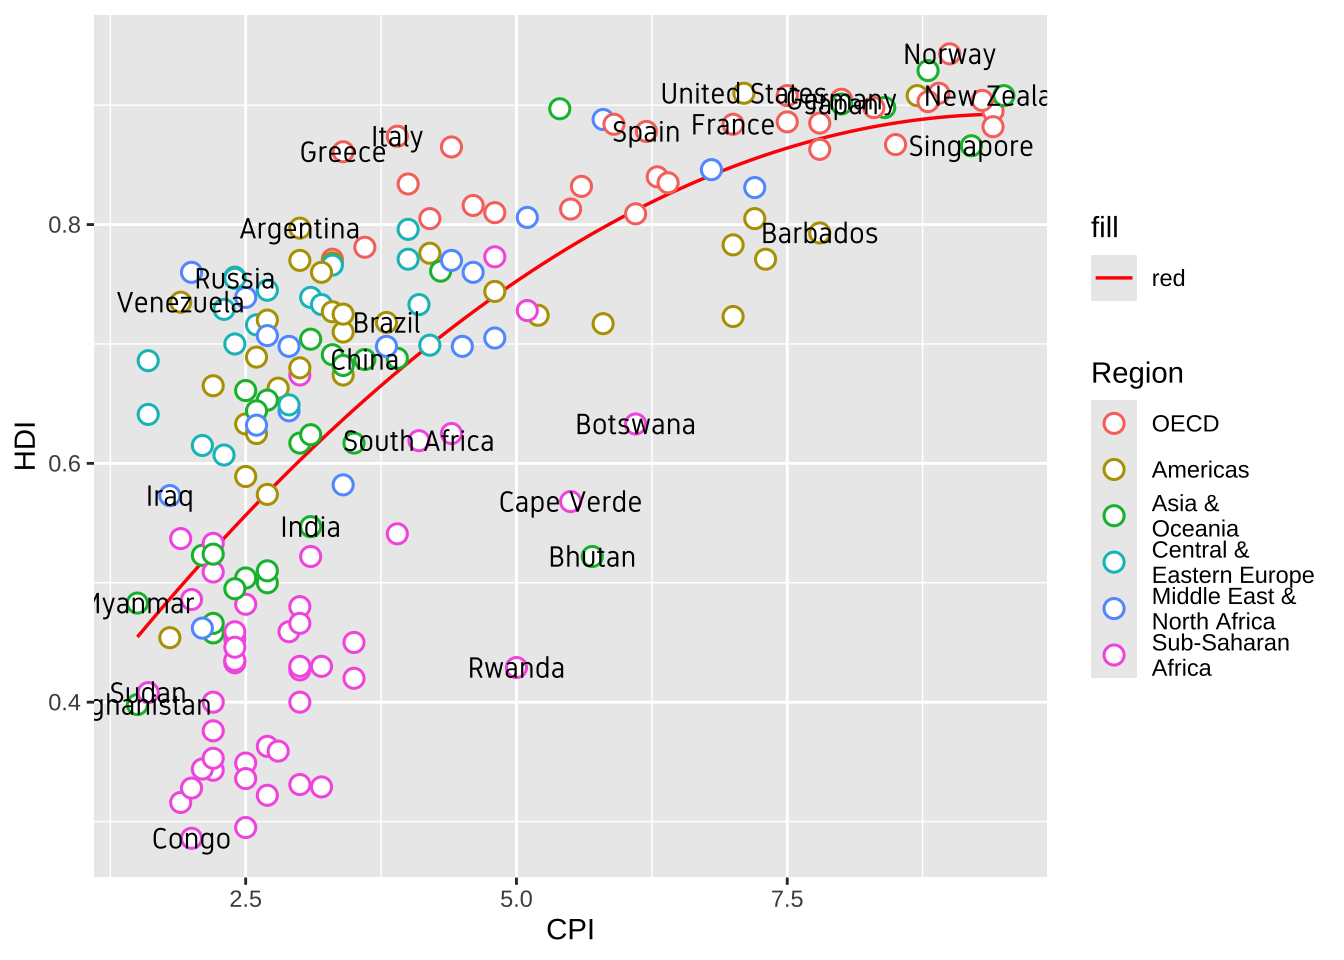 Norway
United States
Germany
Japan
New Zeala
Spain
France
Italy
Greece
Singapore
Argentina
Barbados
Russia
Venezuela
Brazil
China
Botswana
South Africa
Iraq
Cape Verde
India
Bhutan
Myanmar
Rwanda
Sudan
ghanistan
Congo
0.8
0.6
0.4
HDI
2.5
5.0
7.5
CPI
fill
red
Region
OECD
Americas
Asia &
Oceania
Central &
Eastern Europe
Middle East &
North Africa
Sub-Saharan
Africa